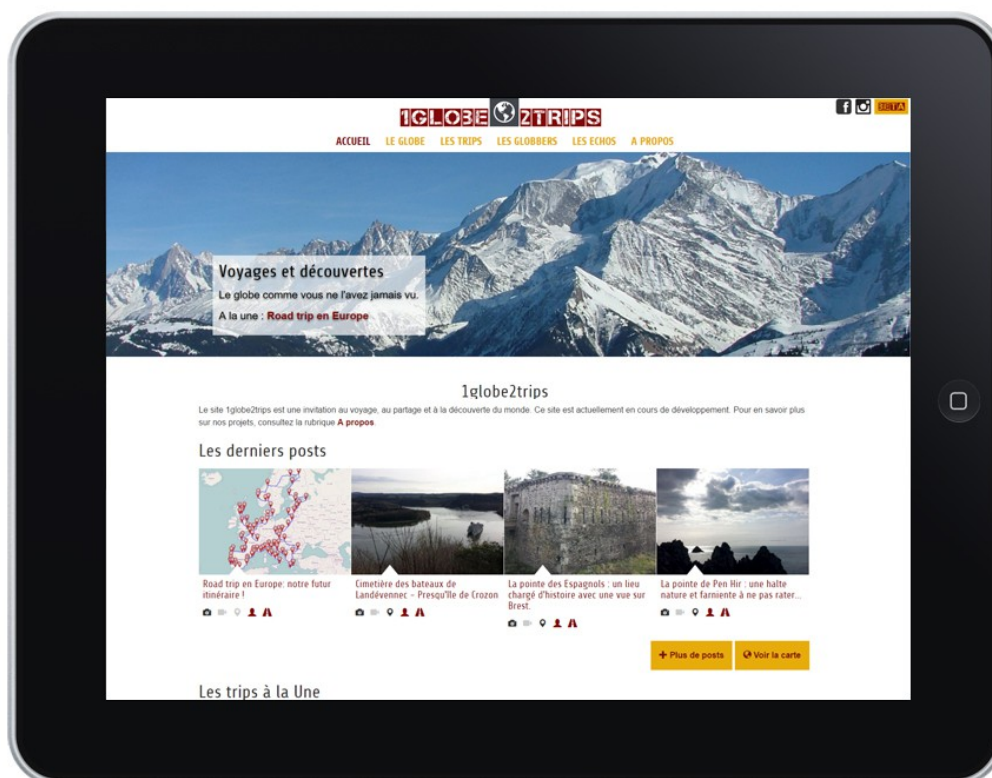 1GLOBE 2TRIPS
BETA
ACCUEIL LE GLOBE LES TRIPS LES GLOBBERS LES ECHOS A PROPOS
Voyages et découvertes
Le globe comme vous ne l'avez jamais vu.
A la une : Road trip en Europe
1globe2trips
Le site 1globe2trips est une invitation au voyage, au partage et à la découverte du monde. Ce site est actuellement en cours de développement. Pour en savoir plus
sur nos projets, consultez la rubrique A propos.
Les derniers posts
Road trip en Europe: notre futur
itinéraire !
Cimetière des bateaux de
Landévennec - Presqu'île de Crozon
La pointe des Espagnols : un lieu
chargé d'histoire avec une vue sur
Brest.
La pointe de Pen Hir : une halte
nature et farniente à ne pas rater...
Plus de posts
Voir la carte
Les trips à la Une